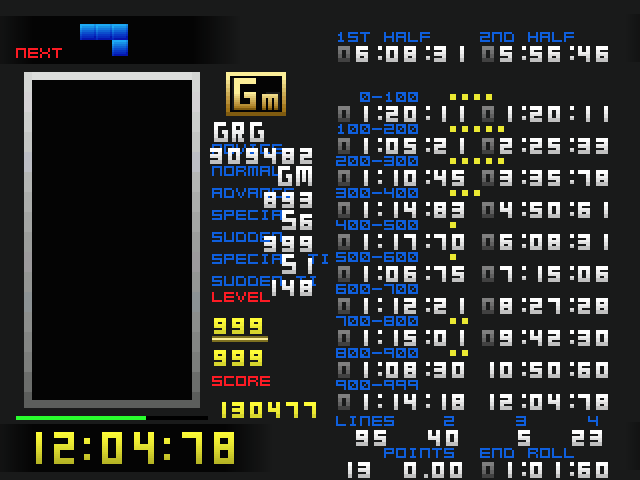 NEXT
Gm
GRG
309482
NORMAL
GM
ADVANCE
893
SPECIA
56
SUDDEN
399
SPECIA TI
51
SUDDEN TI
148
LEVEL
999
999
SCORE
130477
12:04:78
1ST HALF 2ND HALF
06:08:31 05:56:46
0-100
01:20:11 01:20:11
100-200
01:05:21 02:25:33
200-300
01:10:45 03:35:78
300-400
01:14:83 04:50:61
400-500
01:17:70 06:08:31
500-600
01:06:75 07:15:06
600-700
01:12:21 08:27:28
700-800
01:15:01 09:42:30
800-900
01:08:30 10:50:60
900-999
01:14:18 12:04:78
LINES 2 3 4
95 40 5 23
POINTS END ROLL
13 0.00 01:01:60